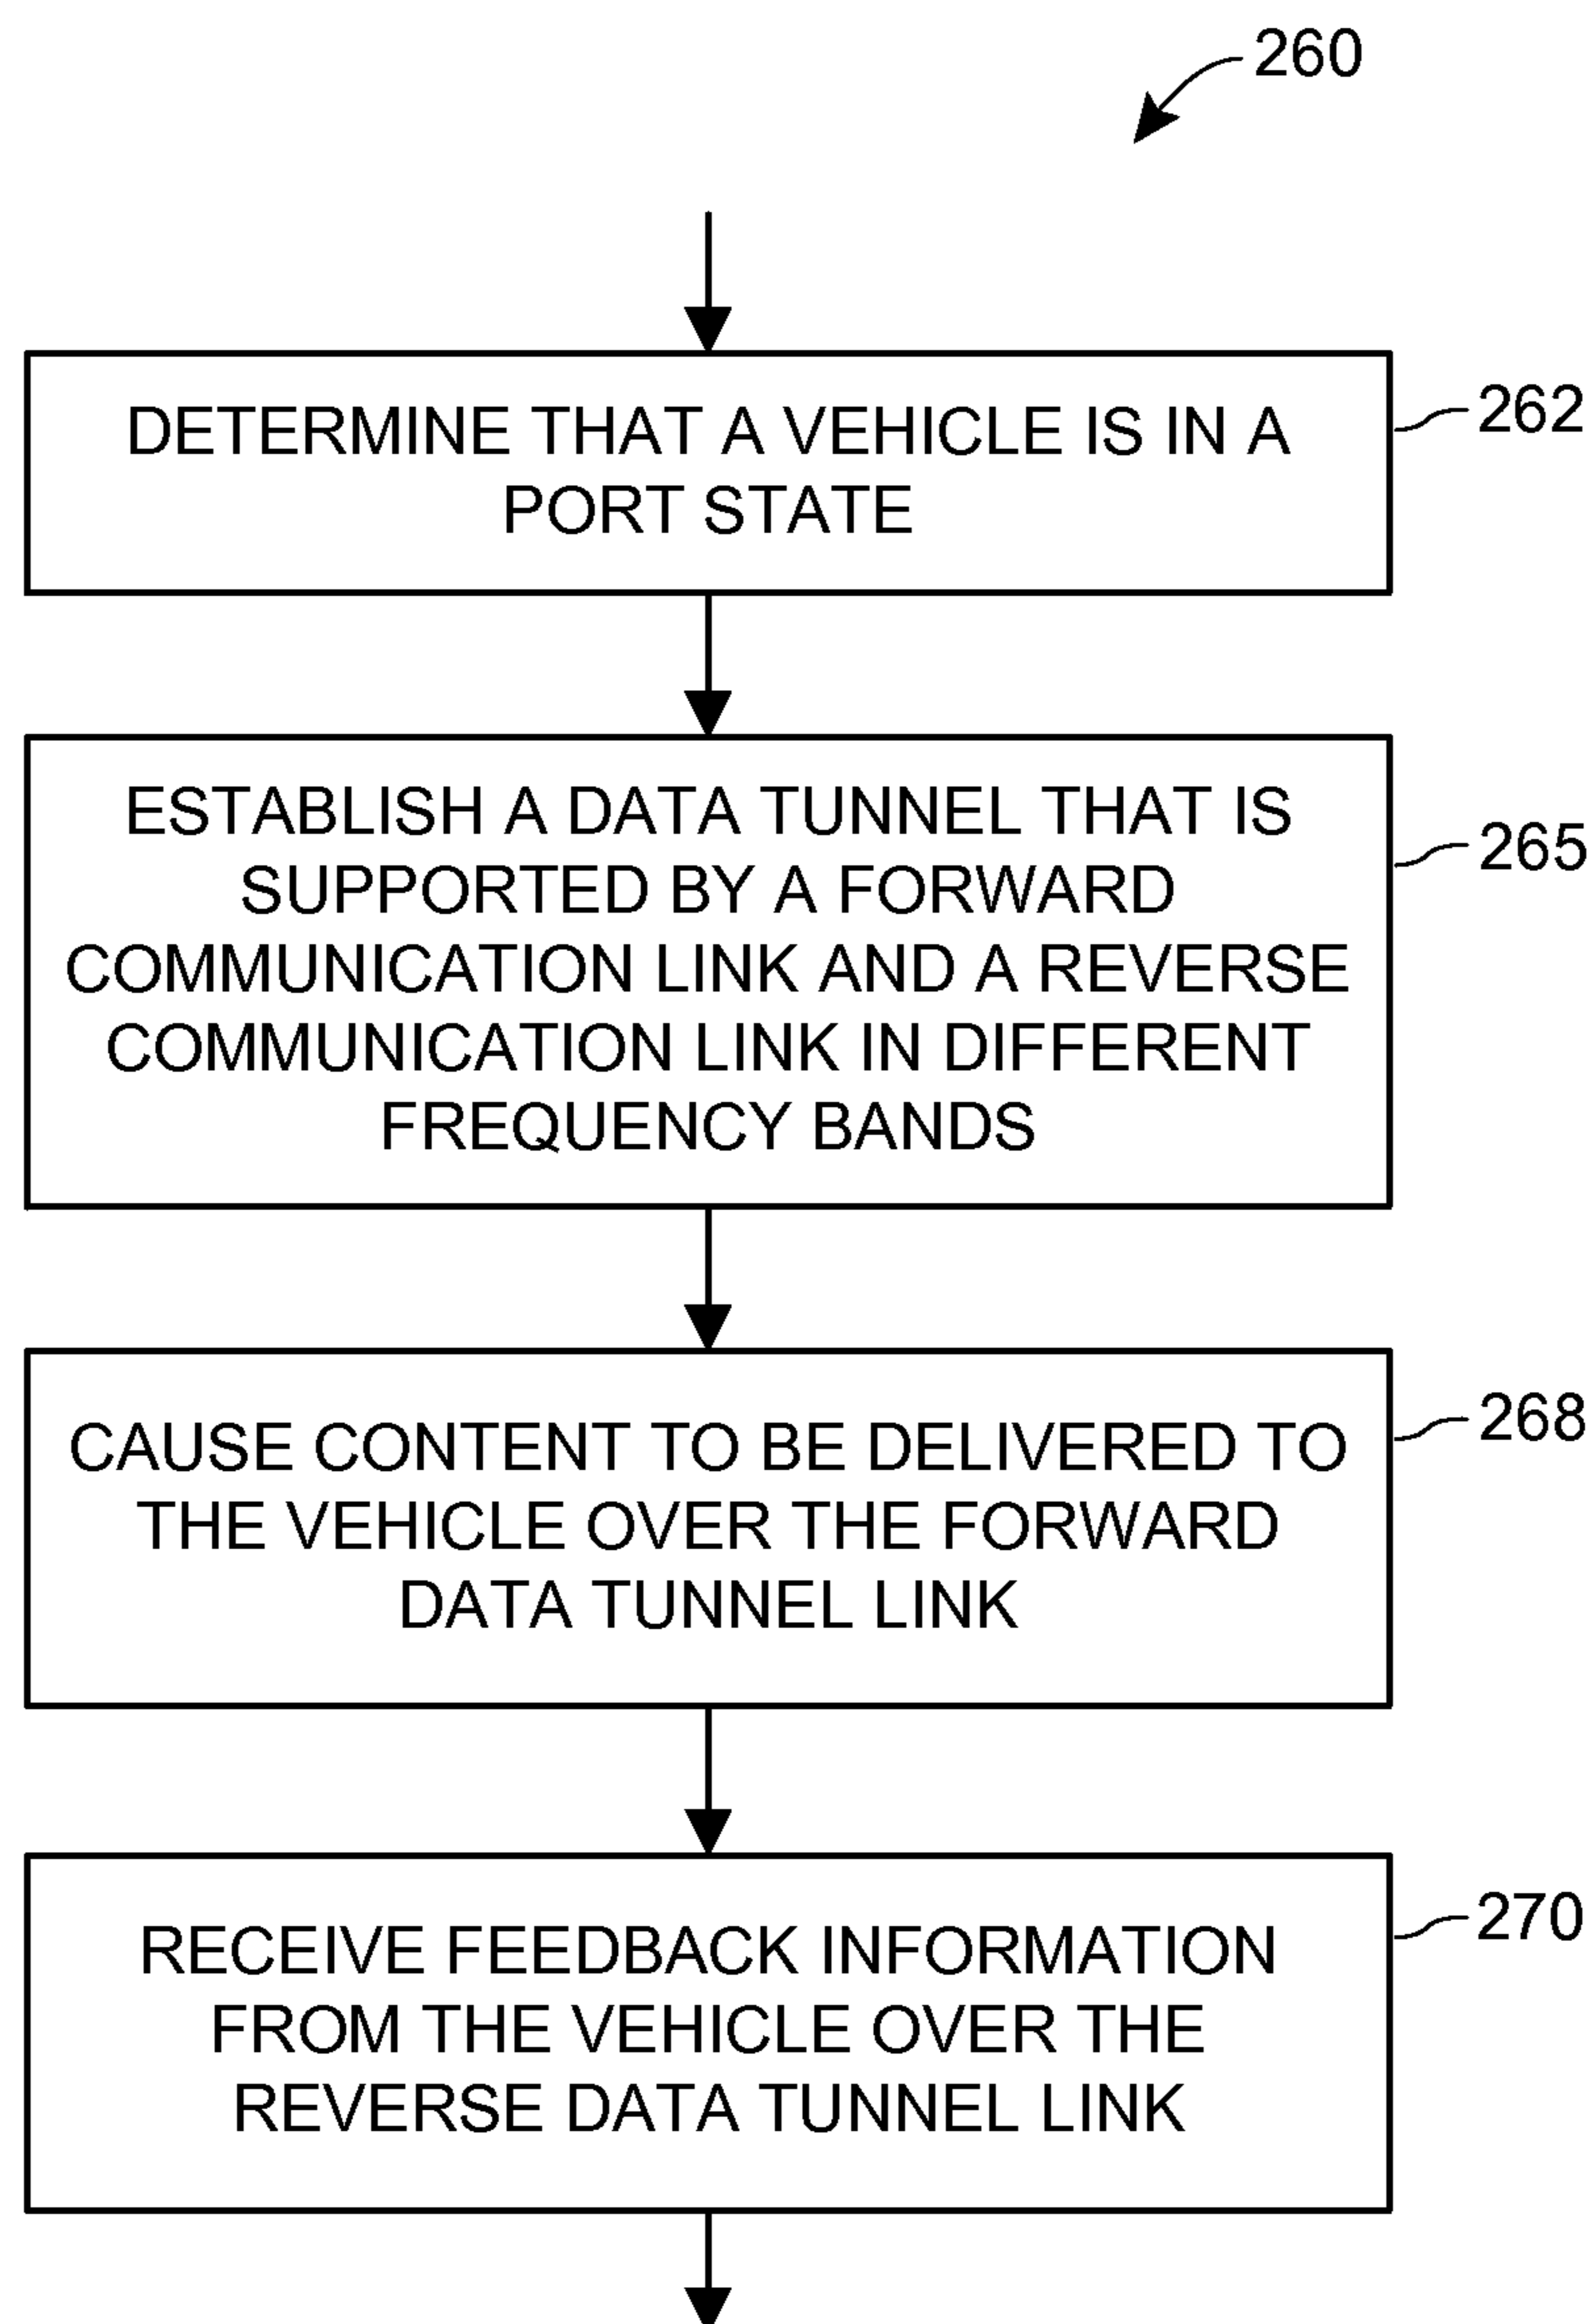 260
DETERMINE THAT A VEHICLE IS IN A
PORT STATE
262
ESTABLISH A DATA TUNNEL THAT IS
SUPPORTED BY A FORWARD
COMMUNICATION LINK AND A REVERSE
COMMUNICATION LINK IN DIFFERENT
FREQUENCY BANDS
265
CAUSE CONTENT TO BE DELIVERED TO
THE VEHICLE OVER THE FORWARD
DATA TUNNEL LINK
268
RECEIVE FEEDBACK INFORMATION
FROM THE VEHICLE OVER THE
REVERSE DATA TUNNEL LINK
270